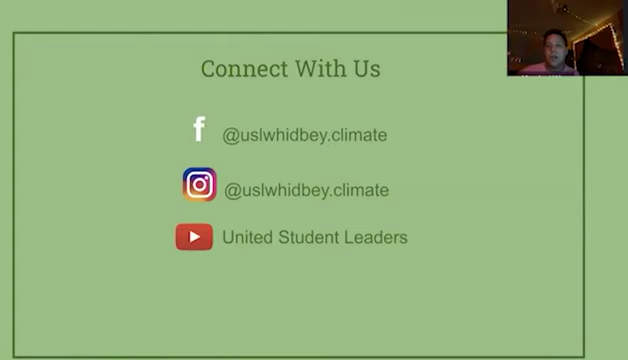 Connect With Us
f @uslwhidbey.climate
@uslwhidbey.climate
United Student Leaders